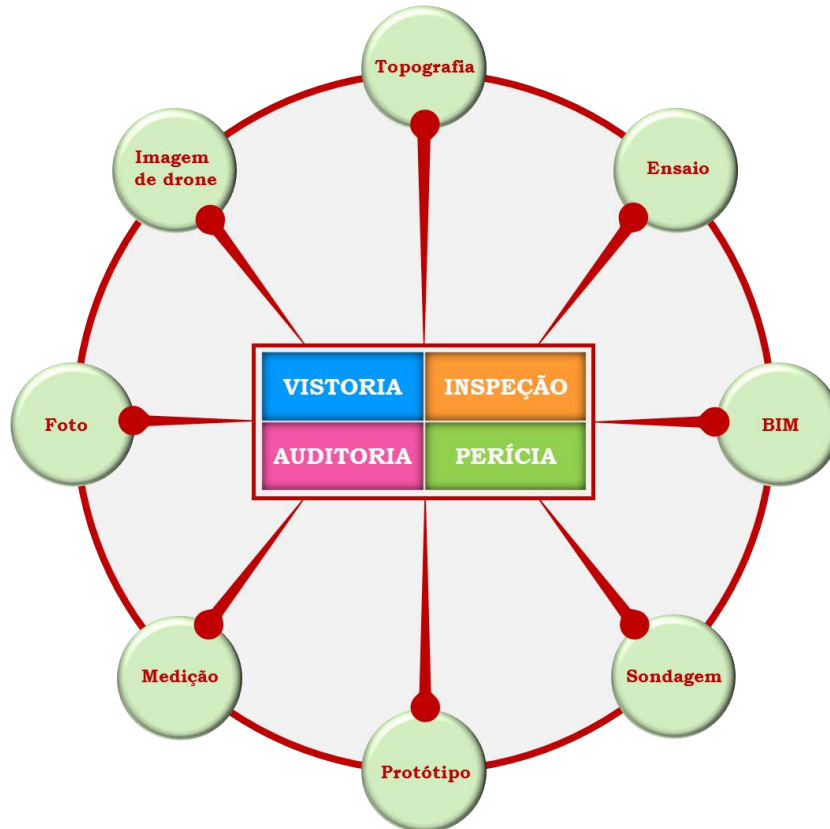 Topografia
Imagem
de drone
Ensaio
VISTORIA
INSPEÇÃO
Foto
BIM
AUDITORIA
PERÍCIA
Medição
Sondagem
Protótipo